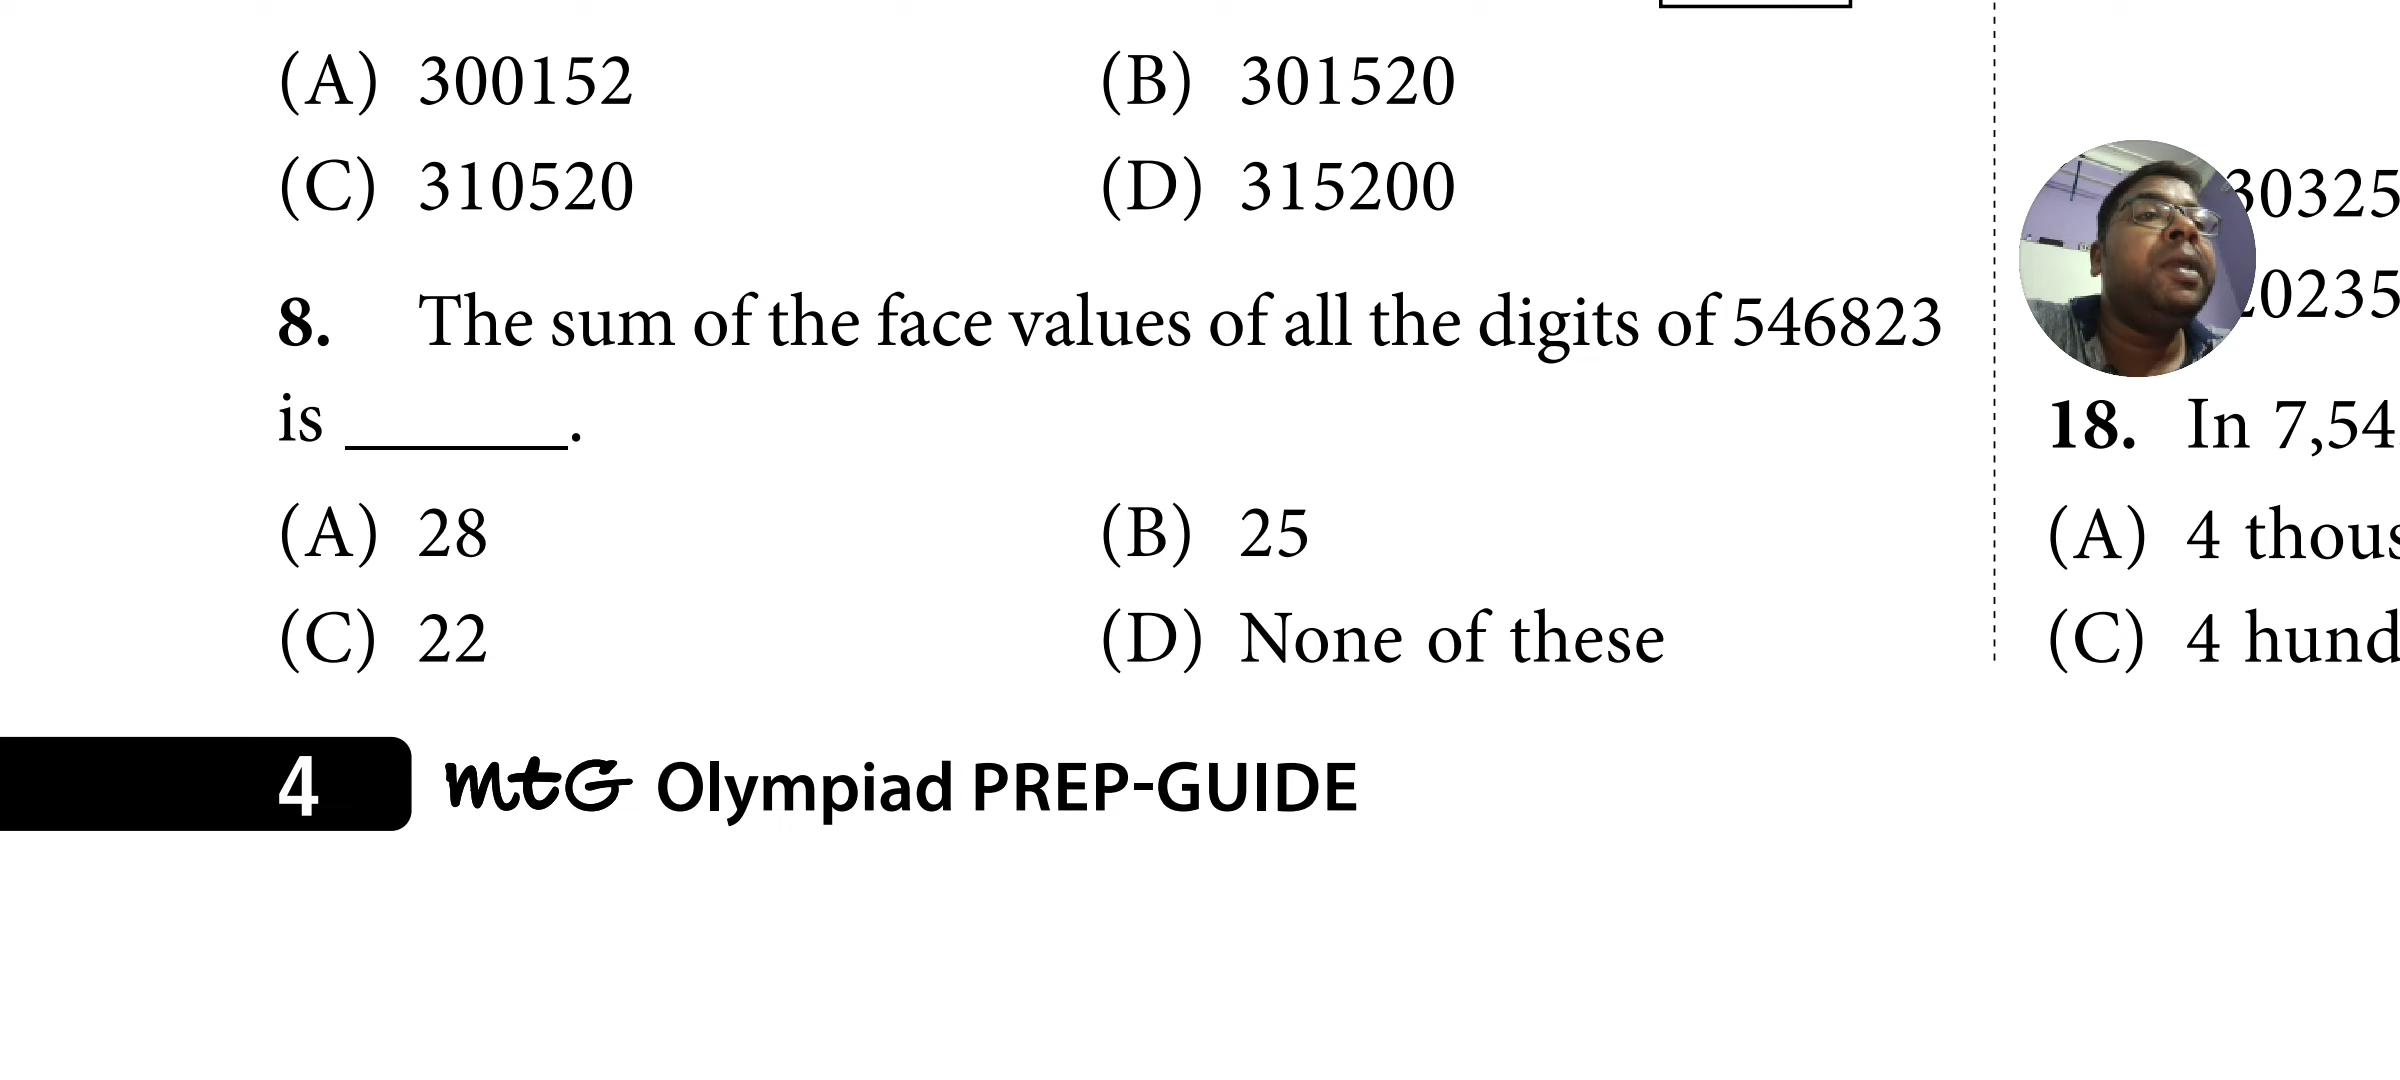 (A) 300152 (B) 301520
(C) 310520 (D) 315200
8. The sum of the face values of all the digits of 546823
is ______.
(A) 28 (B) 25
(C) 22 (D) None of these
4 mtG Olympiad PREP-GUIDE
30325
0235
18. In 7,54
(A) 4 thous
(C) 4 hund